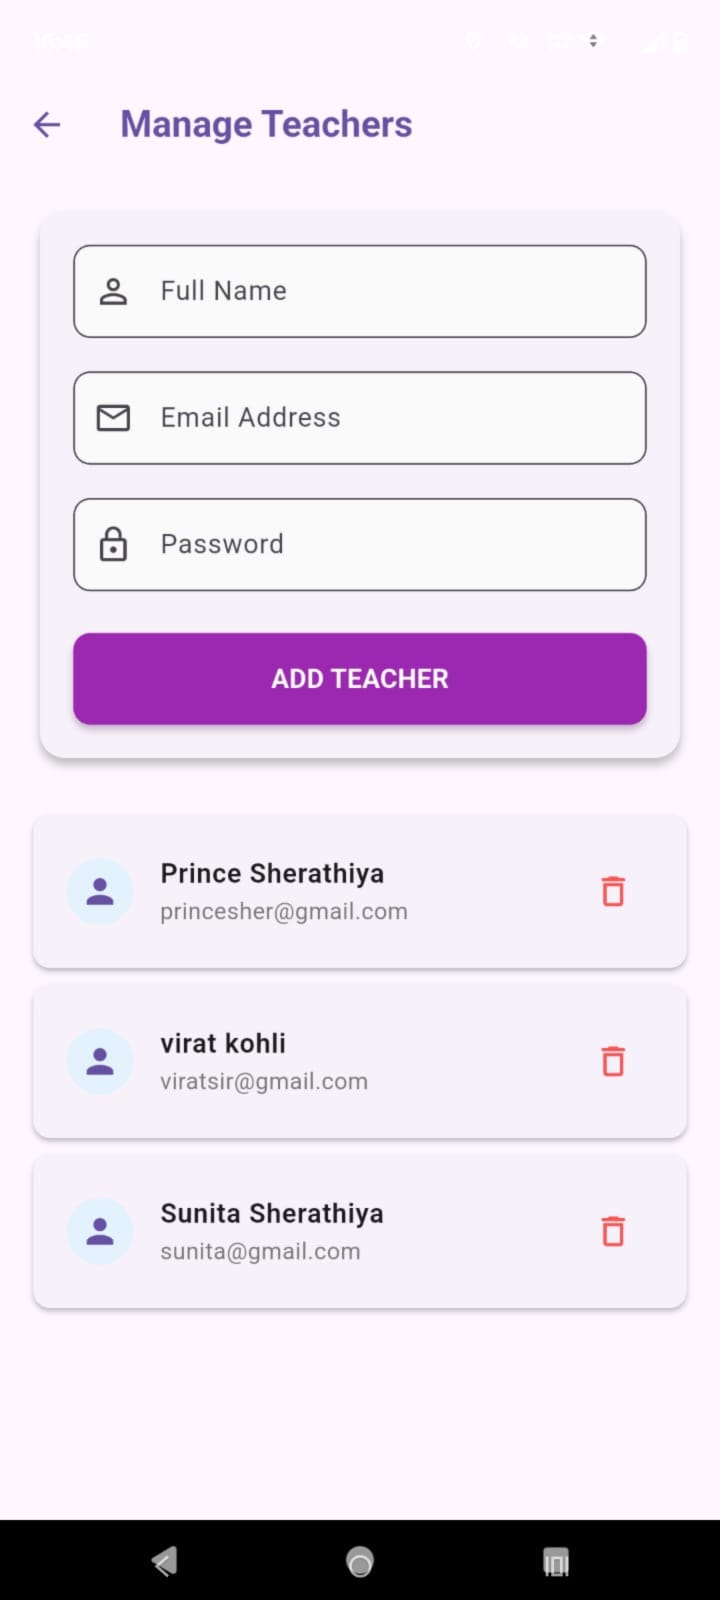 Manage Teachers
Full Name
Email Address
Password
ADD TEACHER
Prince Sherathiya
princesher@gmail.com
virat kohli
viratsir@gmail.com
Sunita Sherathiya
sunita@gmail.com